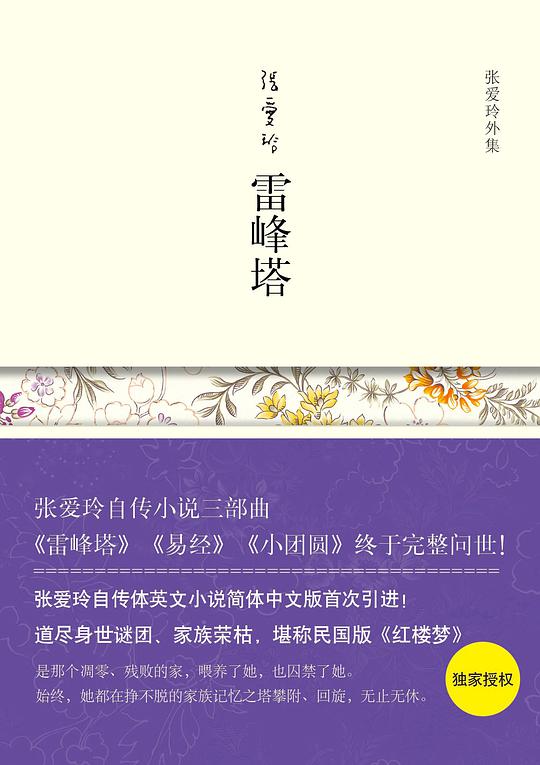 张爱玲
雷峰塔
张爱玲外集
张爱玲自传小说三部曲
《雷峰塔》《易经》《小团圆》终于完整问世！
张爱玲自传体英文小说简体中文版首次引进！
道尽身世谜团、家族荣枯，堪称民国版《红楼梦》
是那个凋零、残败的家，喂养了她，也囚禁了她。
始终，她都在挣不脱的家族记忆之塔攀附、回旋，无止无休。
独家授权